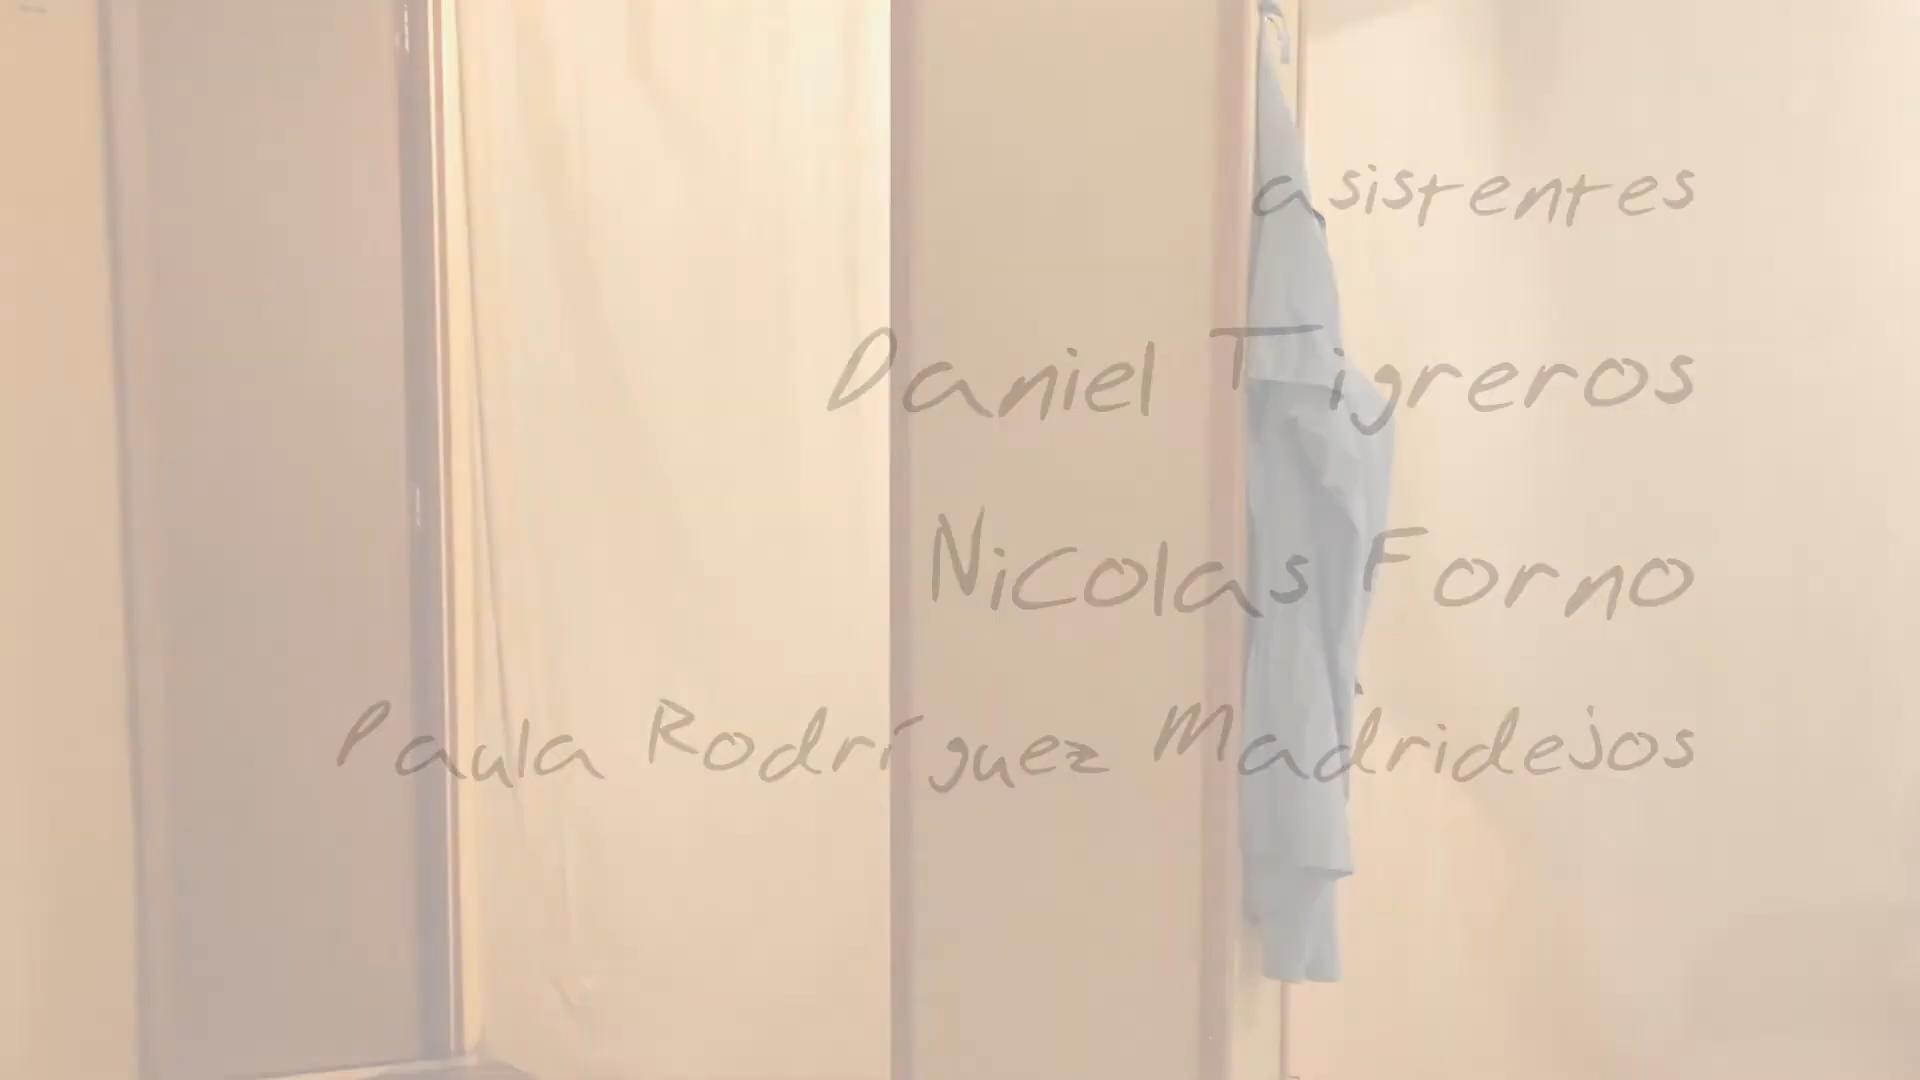 asistentes
Daniel Tigreros
Nicolas Forno
Paula Rodríguez Madridejos